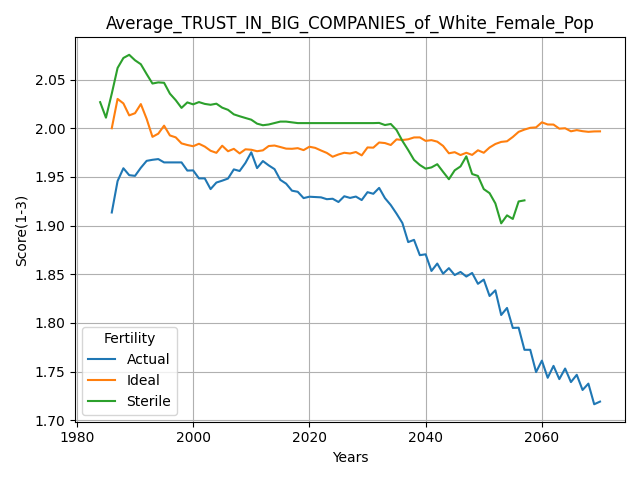 Average_TRUST_IN_BIG_COMPANIES_of_White_Female_Pop
2.05
2.00
1.95
1.90
1.85
1.80
1.75
1.70
Score(1-3)
Fertility
Actual
Ideal
Sterile
1980
2000
2020
2040
2060
Years